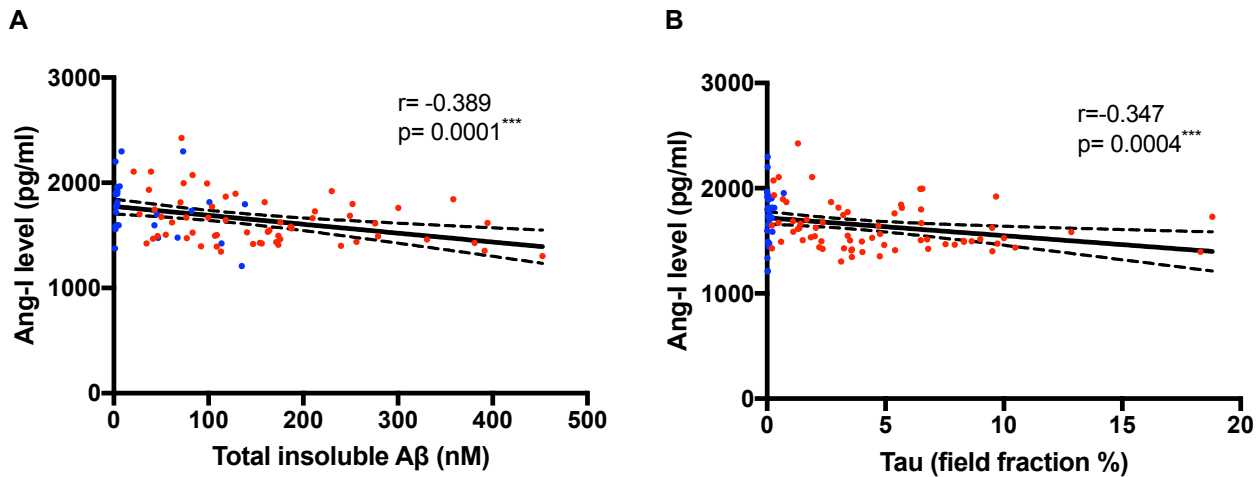 A
Ang-I level (pg/ml)
3000
2000
1000
0
r= -0.389
p= 0.0001***
0 100 200 300 400 500
Total insoluble Aβ (nM)
B
Ang-I level (pg/ml)
3000
2000
1000
0
r=-0.347
p= 0.0004***
0 5 10 15 20
Tau (field fraction %)